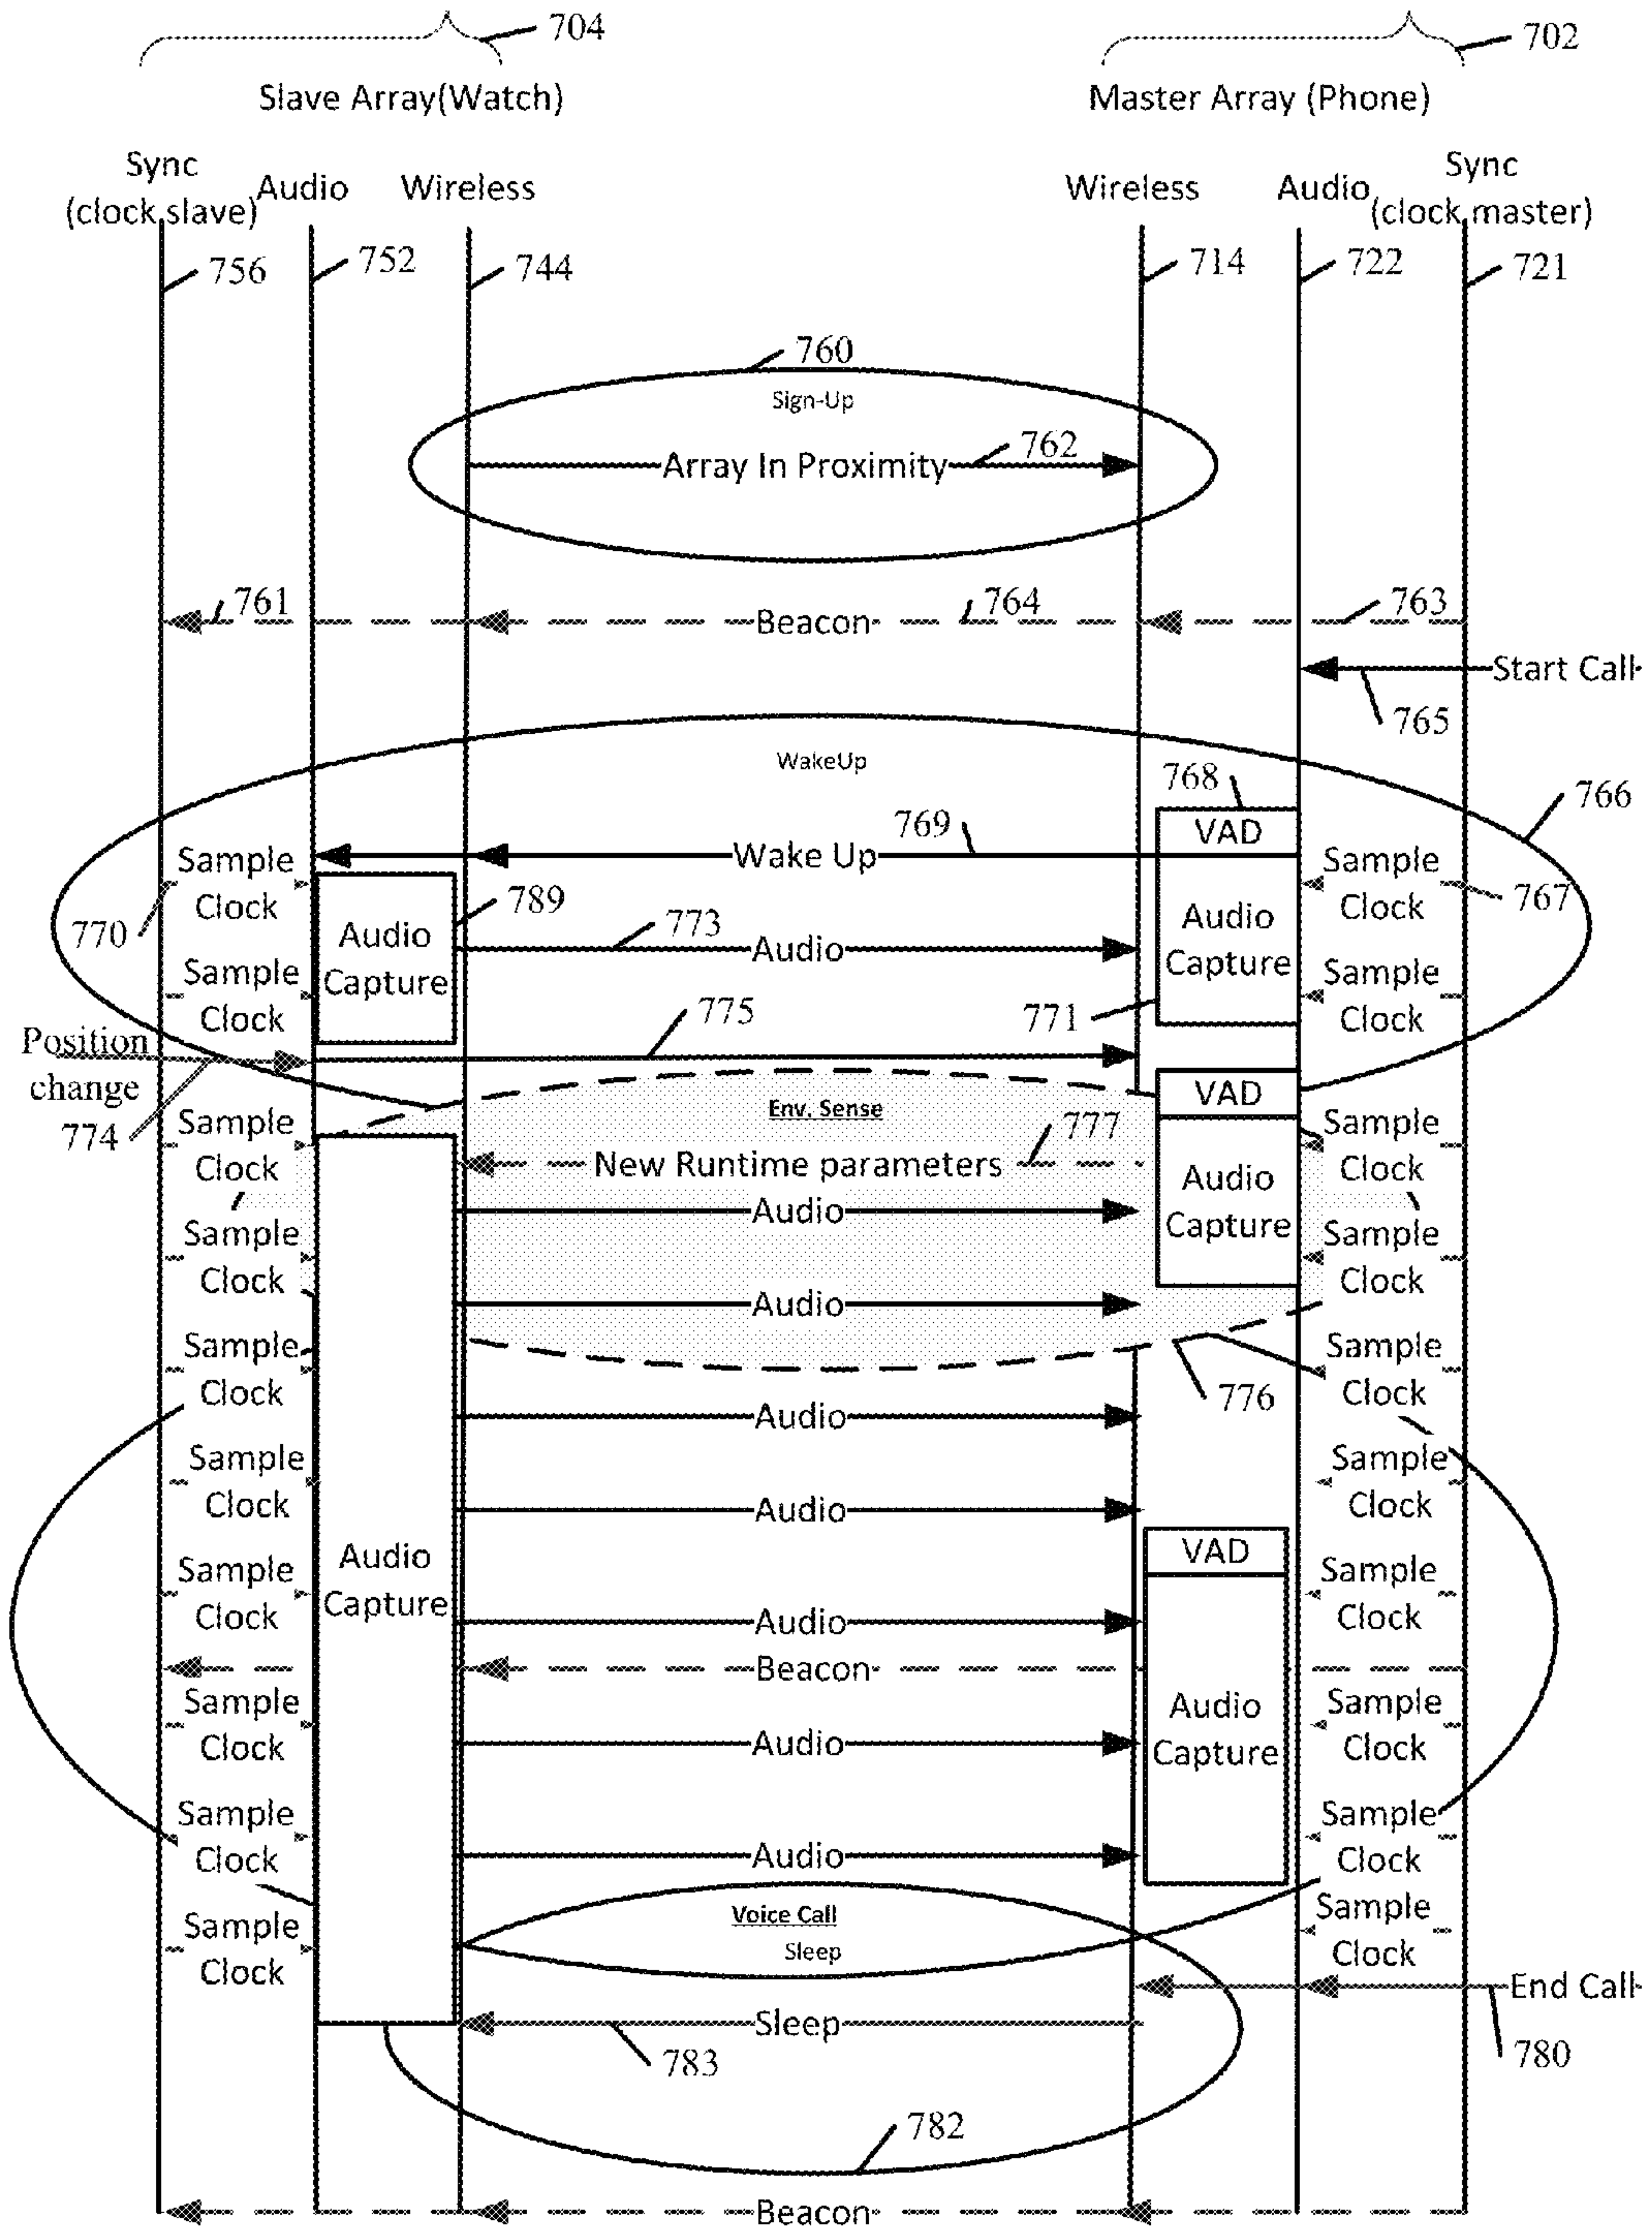 704
702
Slave Array(Watch)
Master Array (Phone)
Sync
(clock slave)
Audio
Wireless
Wireless
Audio
Sync
(clock master)
756
752
744
714
722
721
760
Sign-Up
762
Array In Proximity
761
Beacon
764
763
Start Call
765
WakeUp
768
766
VAD
769
Wake Up
Sample
Clock
Sample
Clock
770
767
789
Audio
Capture
773
Audio
Audio
Capture
Sample
Clock
Sample
Clock
775
771
Position
change
774
VAD
Env. Sense
Sample
Clock
777
New Runtime parameters
Sample
Clock
Audio
Audio
Capture
Sample
Clock
Sample
Clock
Audio
Sample
Clock
776
Sample
Clock
Audio
Sample
Clock
Sample
Clock
Audio
VAD
Audio
Capture
Sample
Clock
Sample
Clock
Audio
Beacon
Audio
Capture
Sample
Clock
Audio
Sample
Clock
Sample
Clock
Audio
Sample
Clock
Voice Call
Sleep
Sample
Clock
Sample
Clock
End Call
Sleep
783
780
782
Beacon